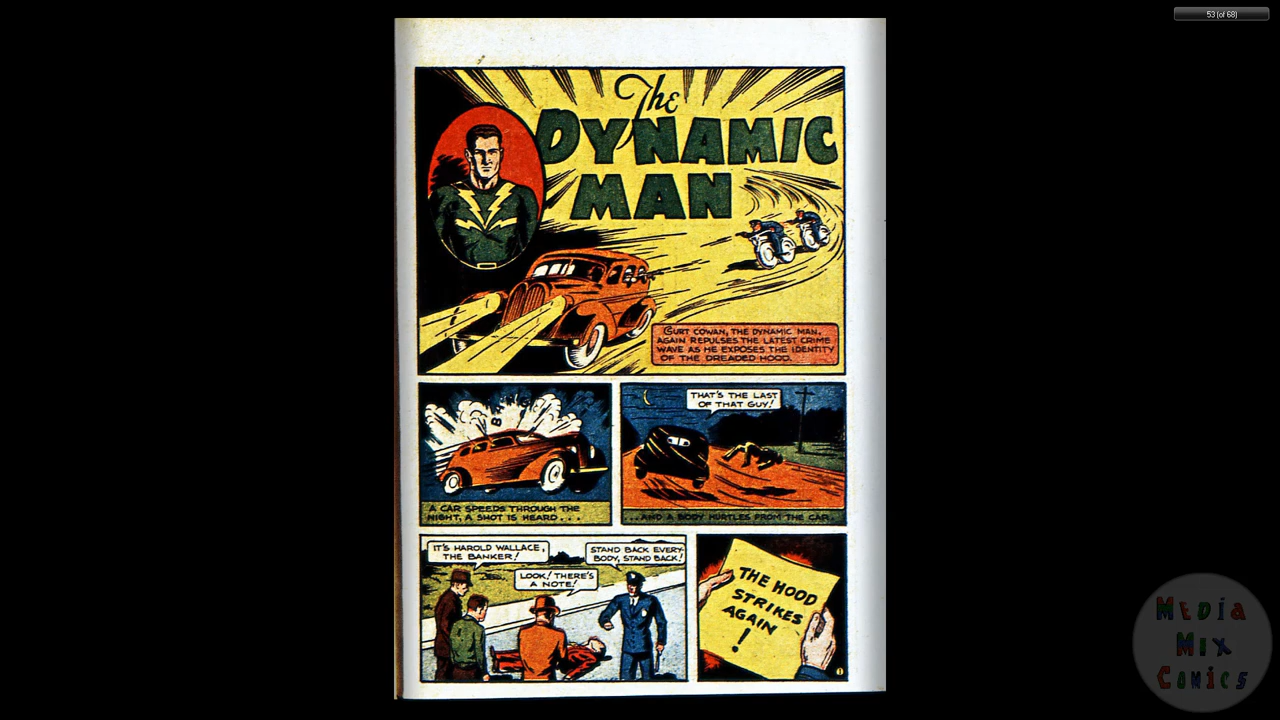 53 (of 68)
The
DYNAMIC
MAN
CURT COWAN, THE DYNAMIC MAN,
AGAIN REPULSES THE LATEST CRIME
WAVE AS HE EXPOSES THE IDENTITY
OF THE DREADED HOOD.
A CAR SPEEDS THROUGH THE
NIGHT, A SHOT IS HEARD . . .
THAT'S THE LAST
OF THAT GUY!
. . . AND A BODY HURTLES FROM THE CAR.
IT'S HAROLD WALLACE,
THE BANKER!
LOOK! THERE'S
A NOTE!
STAND BACK EVERY-
BODY, STAND BACK!
THE HOOD
STRIKES
AGAIN
!
1
MEDiA
Mix
COMiCS